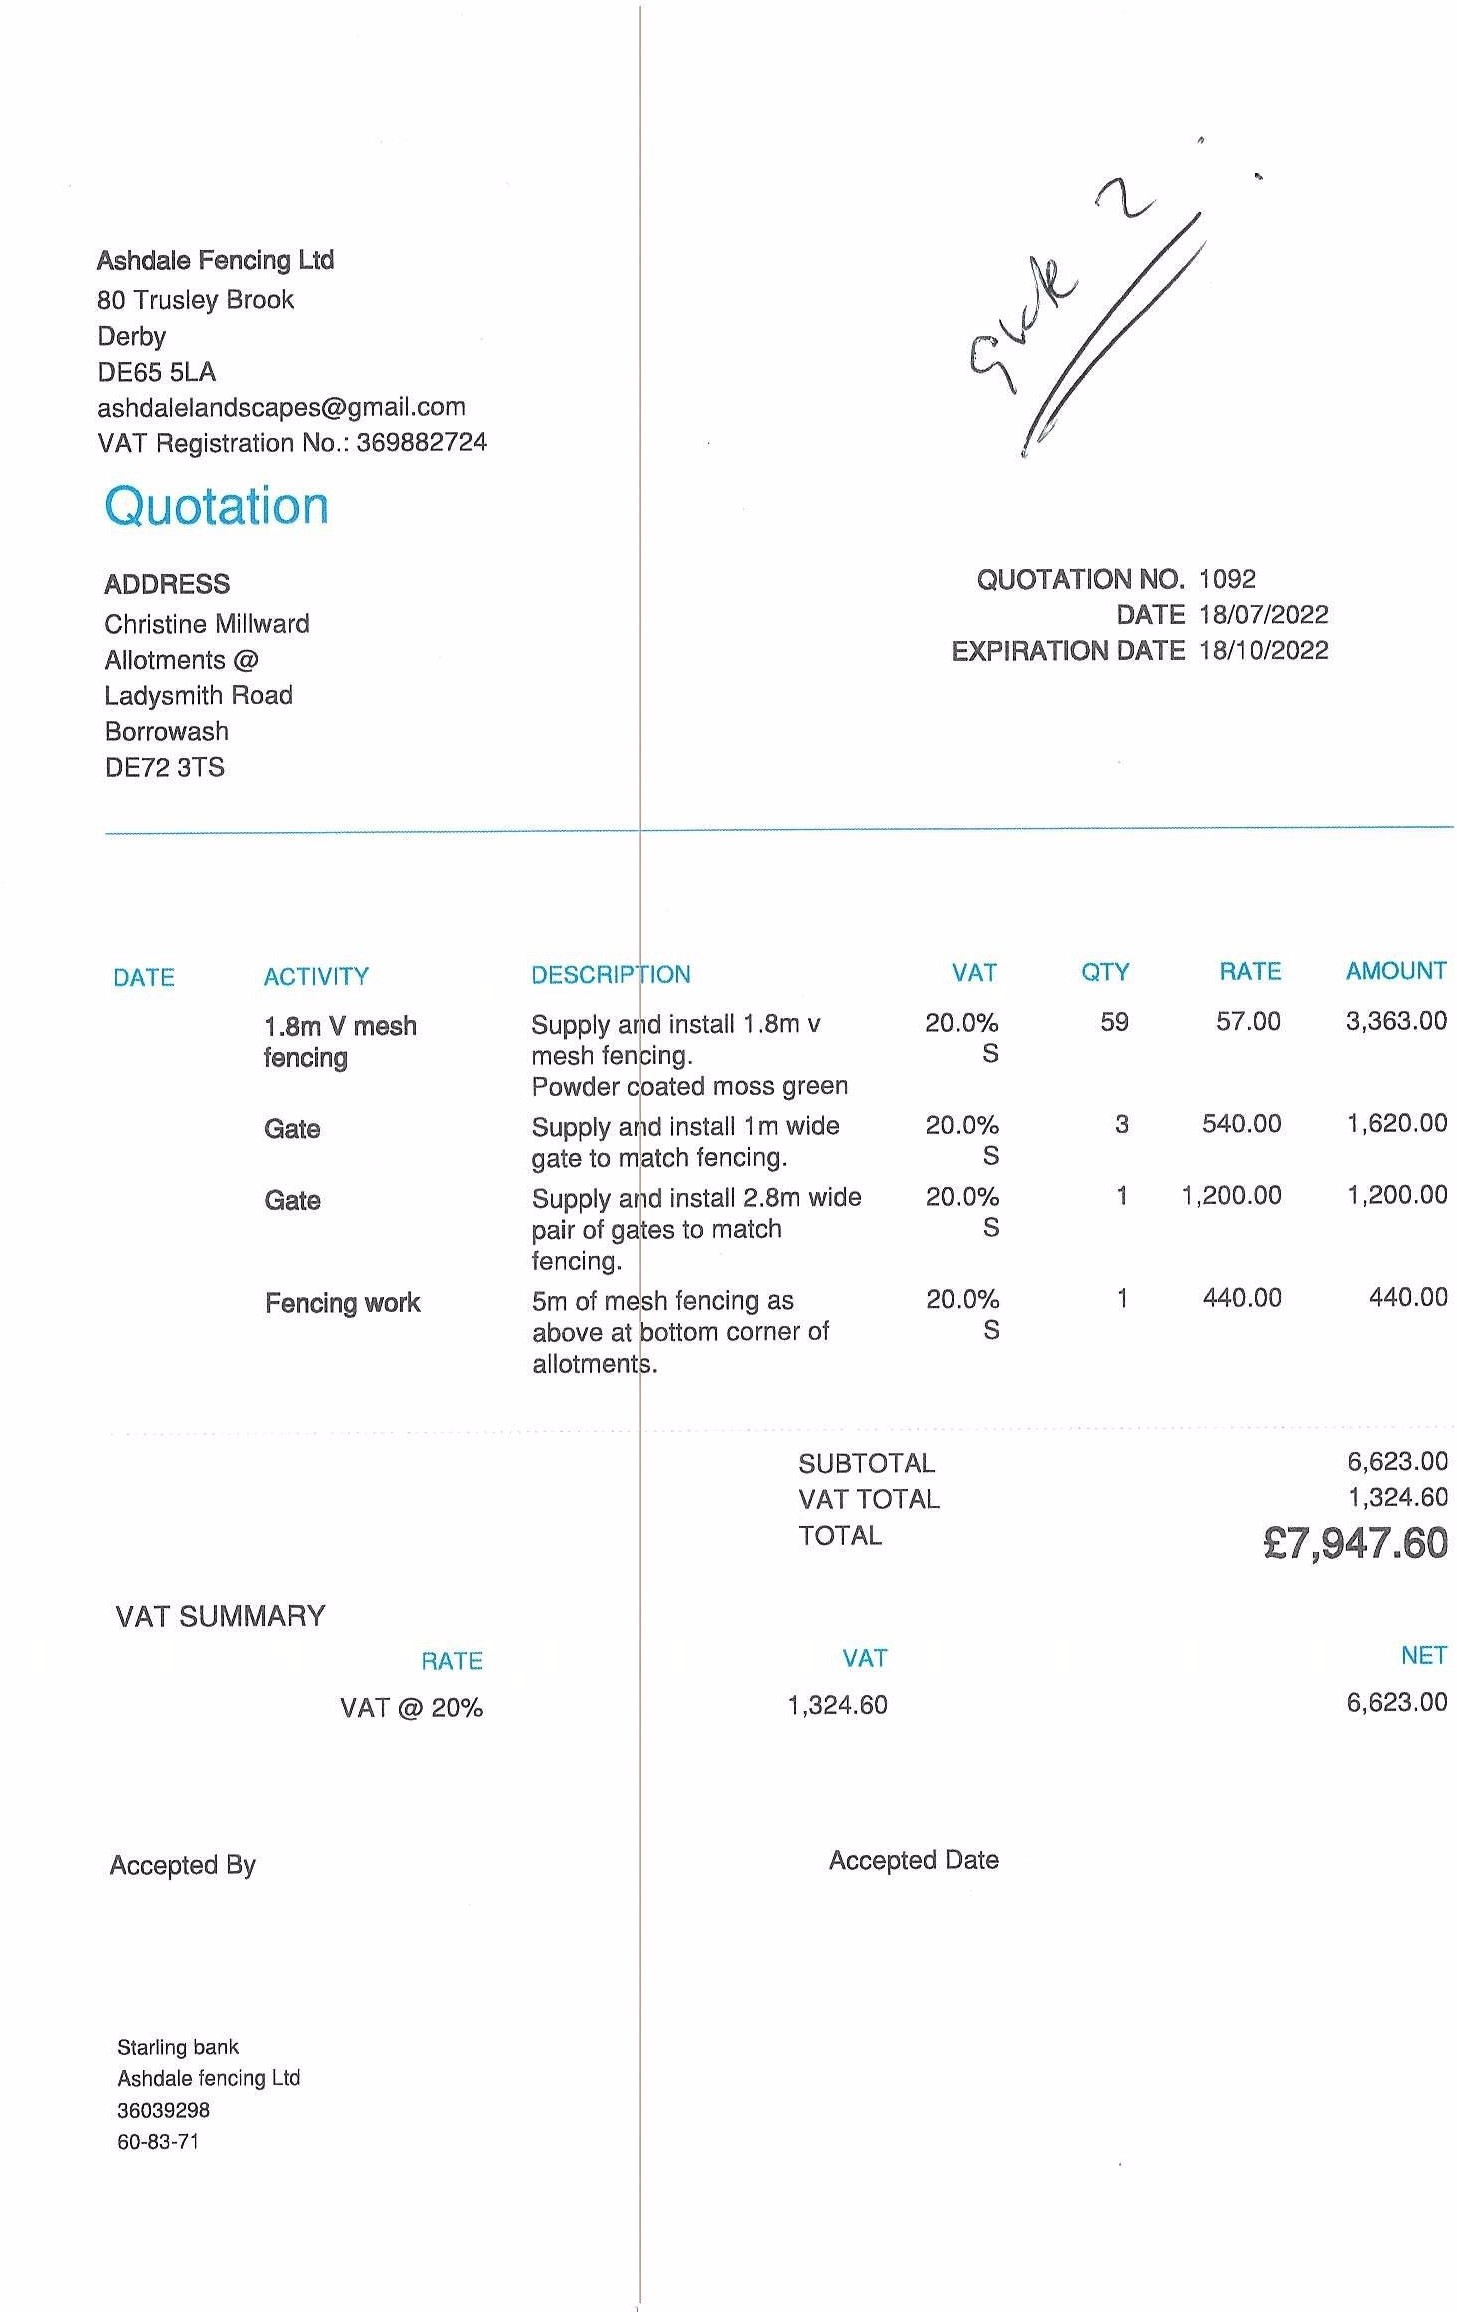 Quote 2
Ashdale Fencing Ltd
80 Trusley Brook
Derby
DE65 5LA
ashdalelandscapes@gmail.com
VAT Registration No.: 369882724
Quotation
ADDRESS
Christine Millward
Allotments @
Ladysmith Road
Borrowash
DE72 3TS
QUOTATION NO. 1092
DATE 18/07/2022
EXPIRATION DATE 18/10/2022
DATE ACTIVITY DESCRIPTION VAT QTY RATE AMOUNT
1.8m V mesh Supply and install 1.8m v 20.0% 59 57.00 3,363.00
fencing mesh fencing. S
Powder coated moss green
Gate Supply and install 1m wide 20.0% 3 540.00 1,620.00
gate to match fencing. S
Gate Supply and install 2.8m wide 20.0% 1 1,200.00 1,200.00
pair of gates to match S
fencing.
Fencing work 5m of mesh fencing as 20.0% 1 440.00 440.00
above at bottom corner of S
allotments.
SUBTOTAL 6,623.00
VAT TOTAL 1,324.60
TOTAL £7,947.60
VAT SUMMARY
RATE VAT NET
VAT @ 20% 1,324.60 6,623.00
Accepted By Accepted Date
Starling bank
Ashdale fencing Ltd
36039298
60-83-71